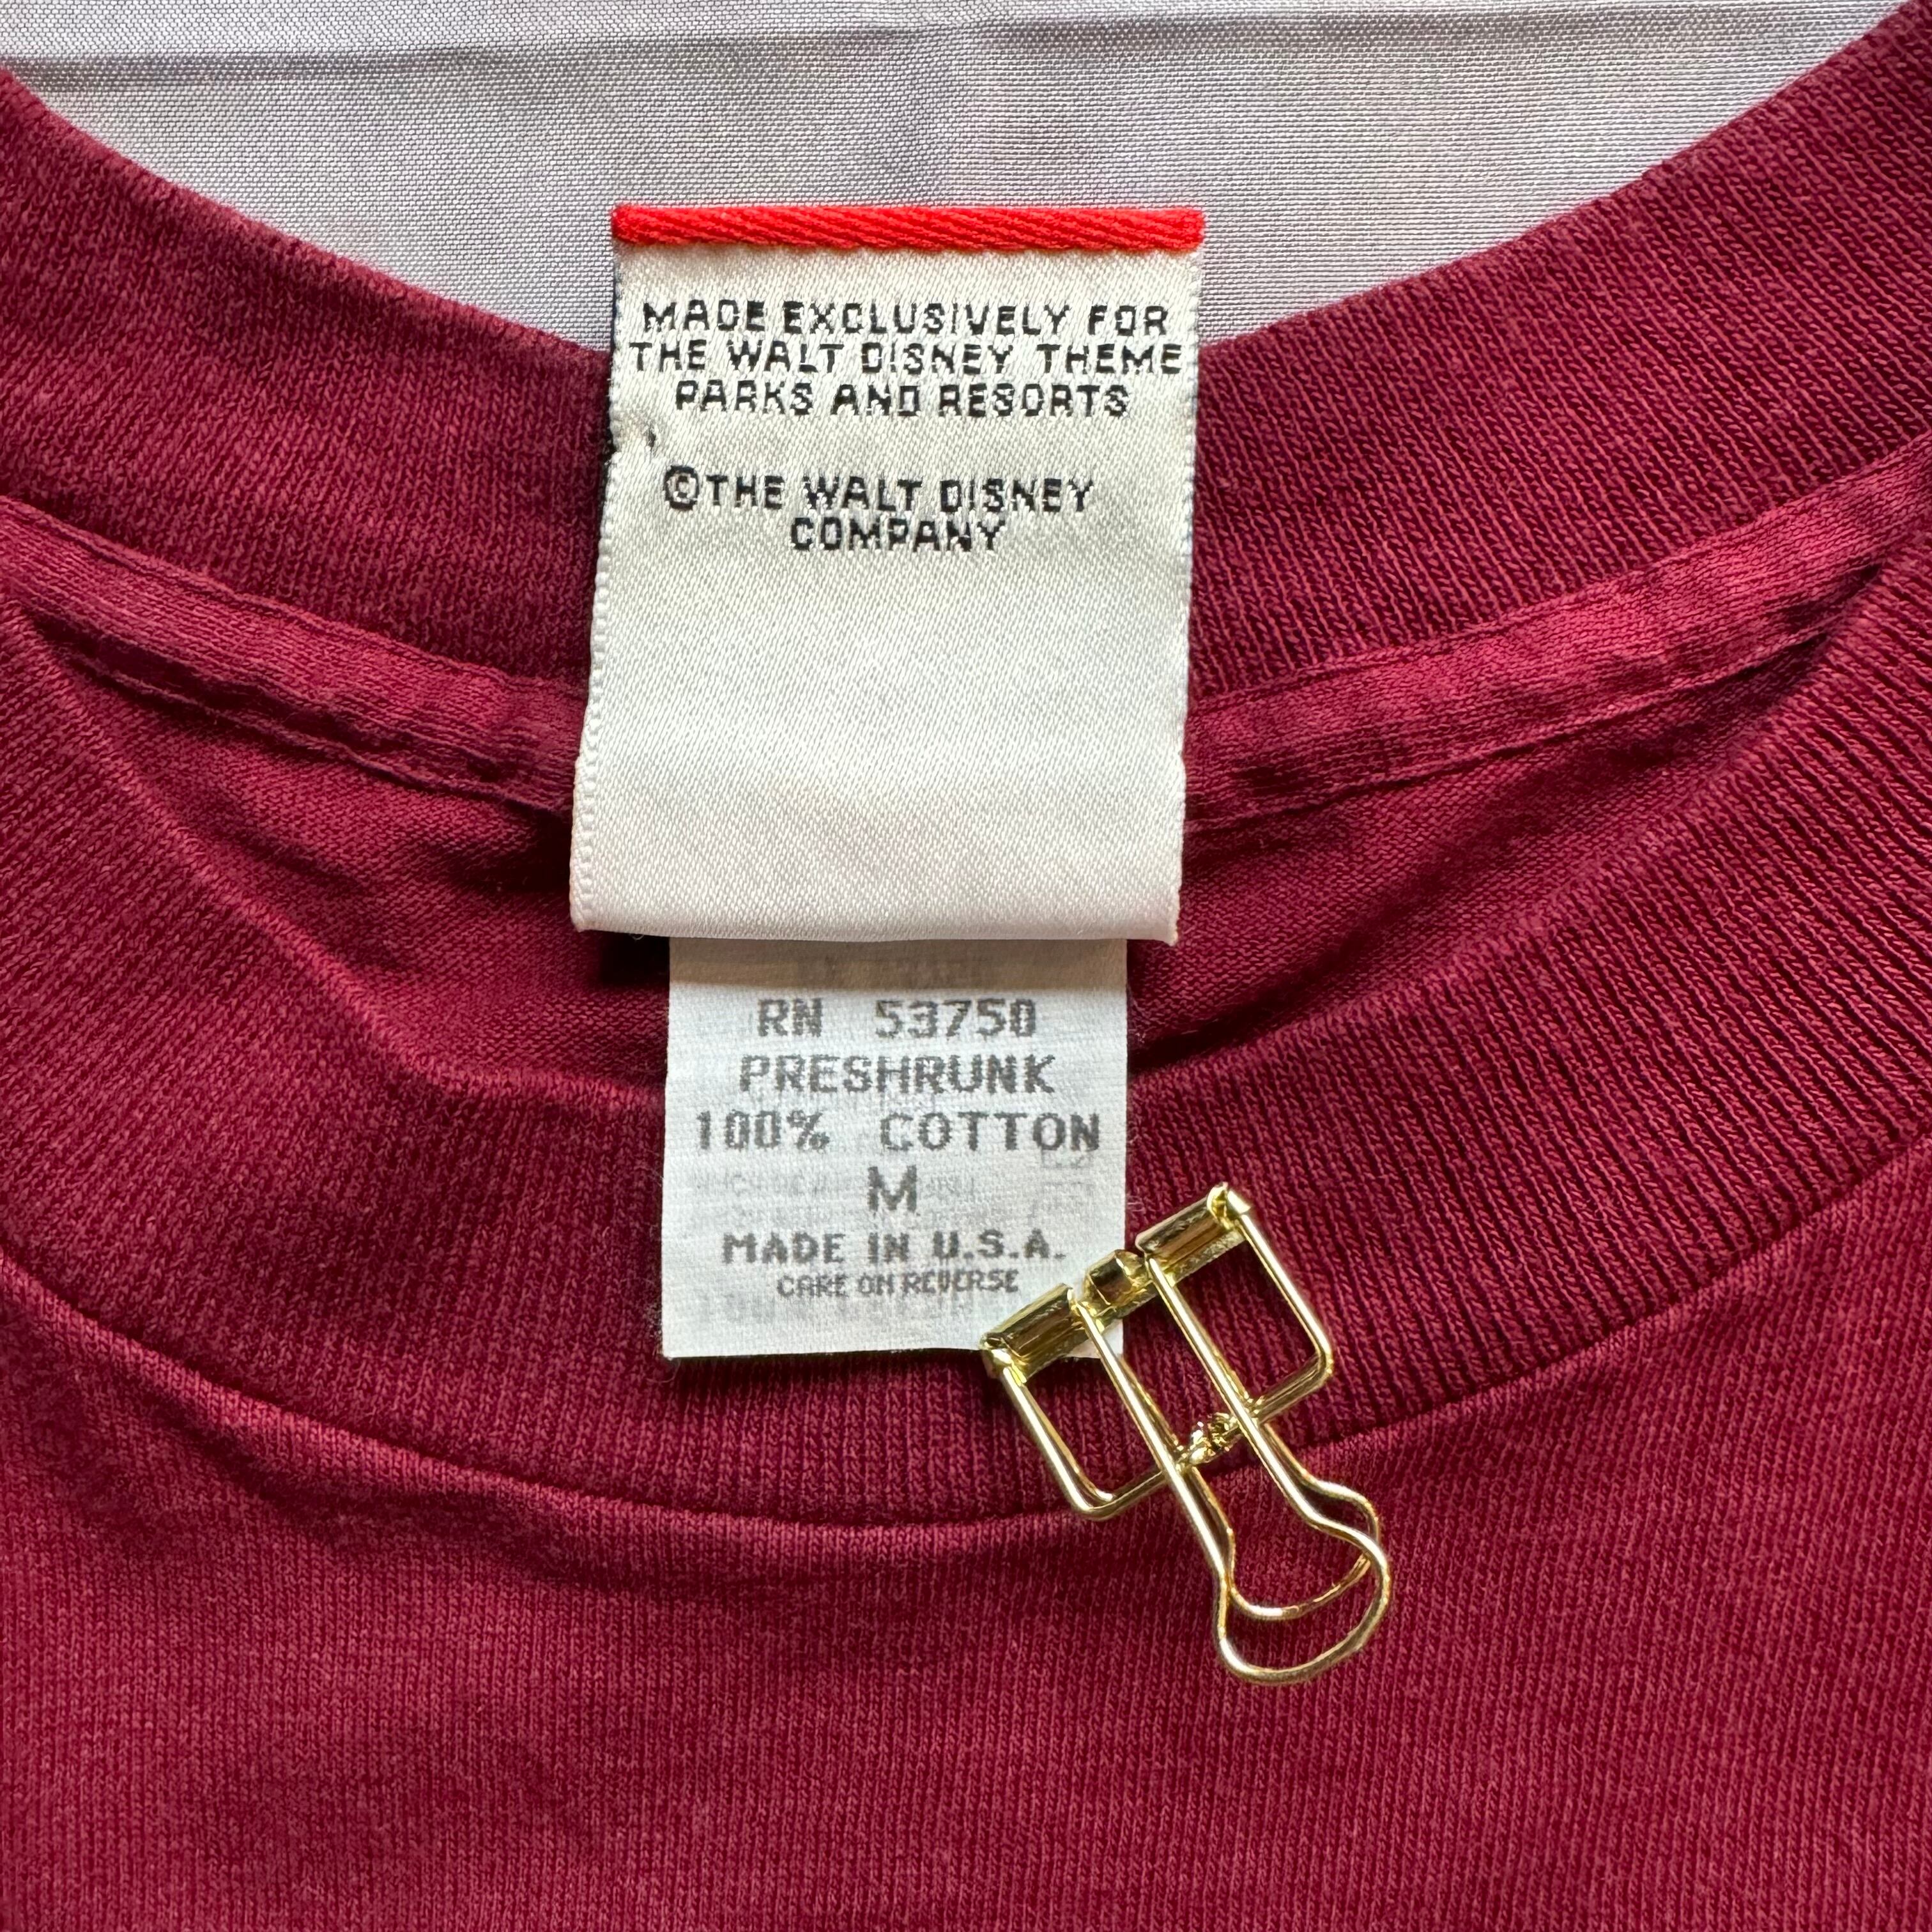 MADE EXCLUSIVELY FOR
THE WALT DISNEY THEME
PARKS AND RESORTS
©THE WALT DISNEY
COMPANY
RN 53750
PRESHRUNK
100% COTTON
M
MADE IN U.S.A.
CARE ON REVERSE